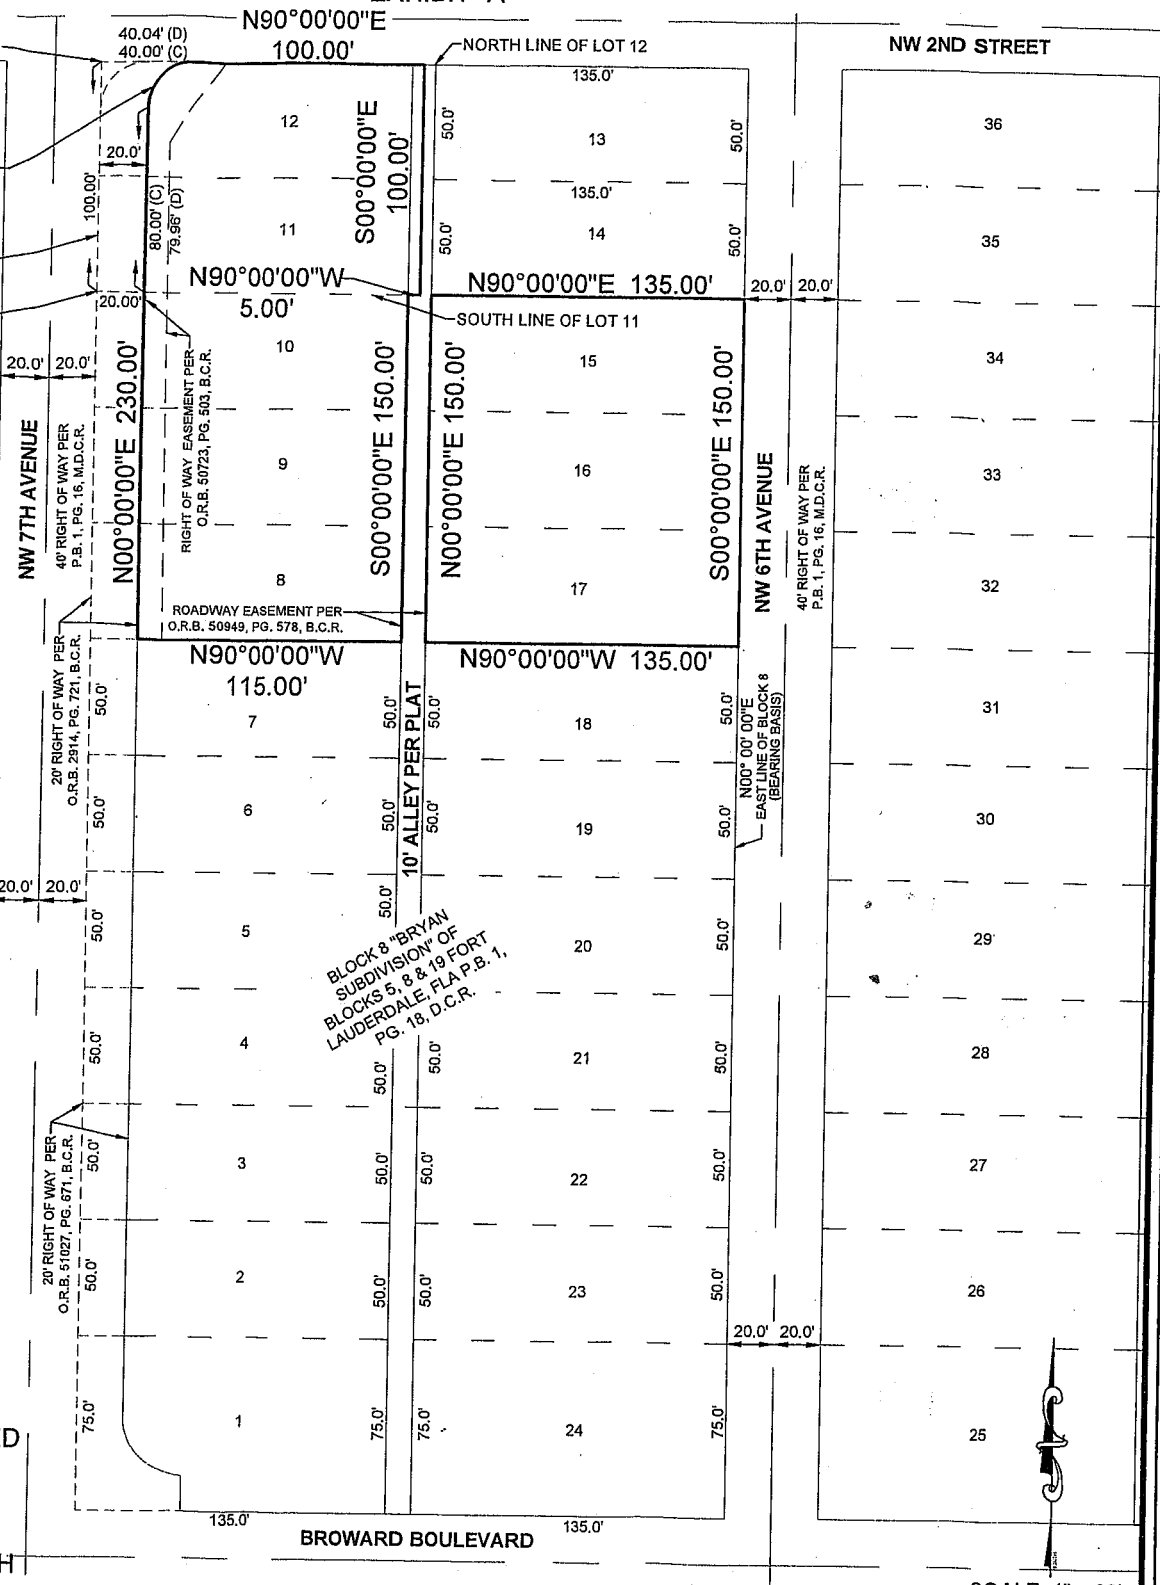 N90°00'00"E
100.00'
40.04' (D)
40.00' (C)
NORTH LINE OF LOT 12
NW 2ND STREET
135.0'
12
S00°00'00"E
100.00'
50.0'
13
50.0'
36
20.0'
100.00'
80.00' (C)
79.96' (D)
11
135.0'
50.0'
14
50.0'
35
N90°00'00"W
5.00'
N90°00'00"E 135.00'
20.0'
20.0'
20.00'
SOUTH LINE OF LOT 11
10
15
34
20.0'
20.0'
N00°00'00"E 230.00'
RIGHT OF WAY EASEMENT PER
O.R.B. 50723, PG. 503, B.C.R.
S00°00'00"E 150.00'
N00°00'00"E 150.00'
S00°00'00"E 150.00'
NW 7TH AVENUE
40' RIGHT OF WAY PER
P.B. 1, PG. 16, M.D.C.R.
9
16
NW 6TH AVENUE
40' RIGHT OF WAY PER
P.B. 1, PG. 16, M.D.C.R.
33
8
17
32
ROADWAY EASEMENT PER
O.R.B. 50949, PG. 578, B.C.R.
N90°00'00"W
115.00'
N90°00'00"W 135.00'
20' RIGHT OF WAY PER
O.R.B. 2914, PG. 721, B.C.R.
50.0'
7
50.0'
10' ALLEY PER PLAT
50.0'
18
50.0'
N00° 00' 00"E
EAST LINE OF BLOCK 8
(BEARING BASIS)
31
50.0'
6
50.0'
50.0'
19
50.0'
30
20.0'
20.0'
50.0'
5
50.0'
BLOCK 8 "BRYAN
SUBDIVISION" OF
BLOCKS 5, 8 & 19 FORT
LAUDERDALE, FLA P.B. 1,
PG. 18, D.C.R.
20
50.0'
29
50.0'
4
50.0'
50.0'
21
50.0'
28
20' RIGHT OF WAY PER
O.R.B. 51027, PG. 671, B.C.R.
50.0'
3
50.0'
50.0'
22
50.0'
27
50.0'
2
50.0'
50.0'
23
50.0'
26
20.0'
20.0'
75.0'
1
75.0'
75.0'
24
75.0'
25
ED
135.0'
135.0'
BROWARD BOULEVARD
H